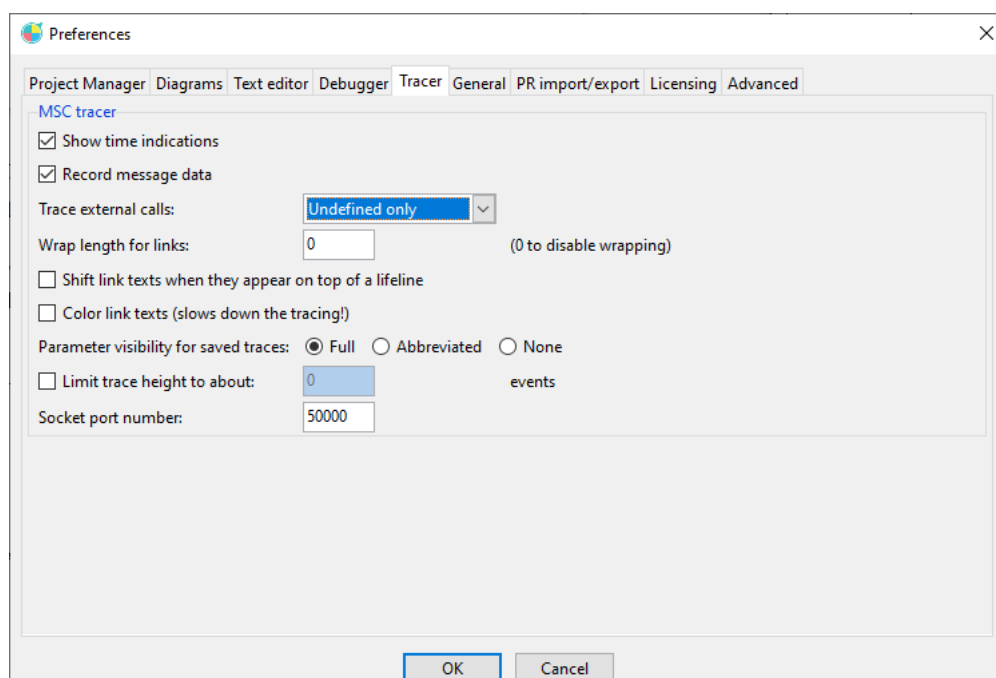 Preferences
Project Manager Diagrams Text editor Debugger Tracer General PR import/export Licensing Advanced
MSC tracer
Show time indications
Record message data
Trace external calls: Undefined only
Wrap length for links: 0 (0 to disable wrapping)
Shift link texts when they appear on top of a lifeline
Color link texts (slows down the tracing!)
Parameter visibility for saved traces: Full Abbreviated None
Limit trace height to about: 0 events
Socket port number: 50000
OK Cancel